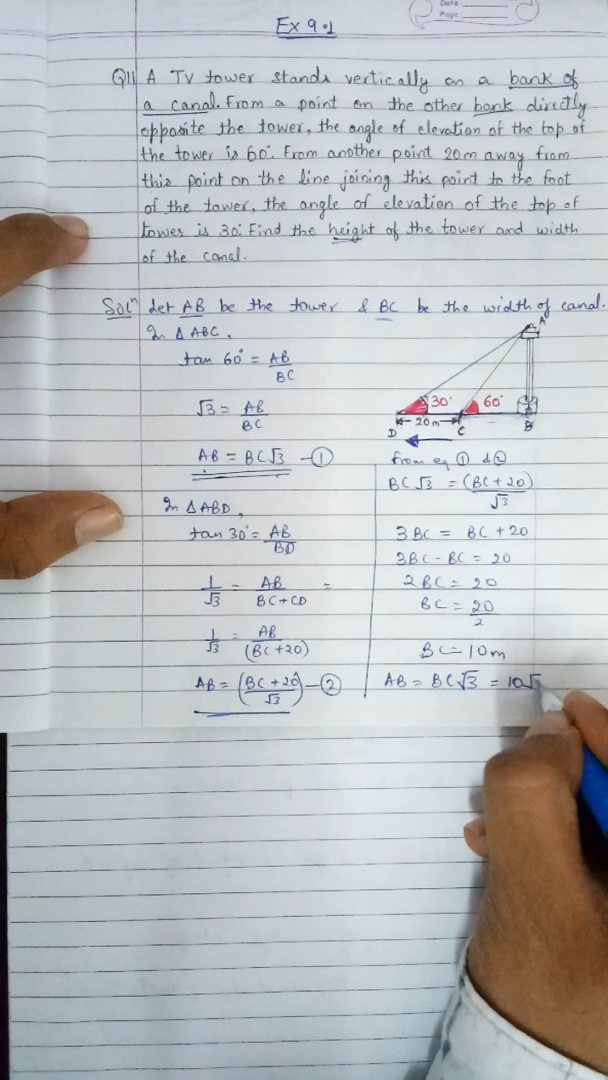 Date
Page
Ex 9.1
Q11 A TV tower stands vertically on a bank of
a canal. From a point on the other bank directly
opposite the tower, the angle of elevation of the top of
the tower is 60°. From another point 20m away from
this point on the line joining this point to the foot
of the tower, the angle of elevation of the top of
tower is 30°. Find the height of the tower and width
of the canal.
Solⁿ Let AB be the tower & BC be the width of canal.
In Δ ABC,
tan 60° = AB/BC
√3 = AB/BC
AB = BC√3 — ①
In Δ ABD,
tan 30° = AB/BD
1/√3 = AB/BC+CD =
1/√3 = AB/(BC+20)
AB = (BC+20/√3) — ②
A
30°
60°
20m
D
C
B
From eq ① & ②
BC√3 = (BC+20)/√3
3BC = BC+20
3BC - BC = 20
2BC = 20
BC = 20/2
BC = 10m
AB = BC√3 = 10√